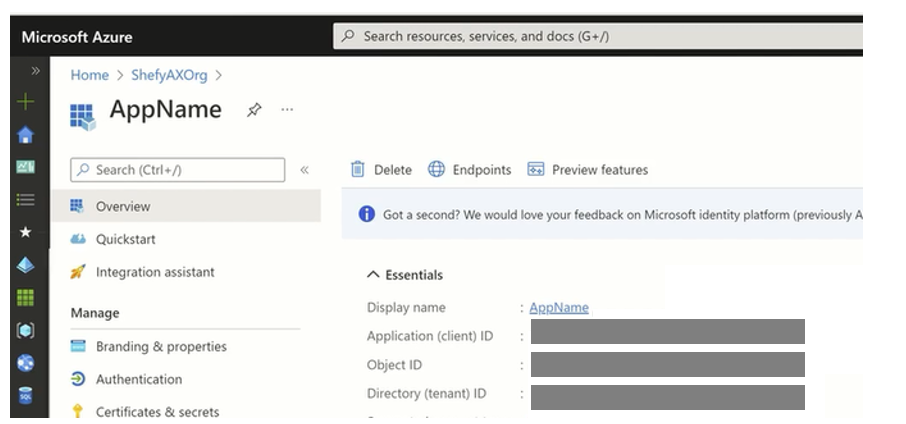 Microsoft Azure
Search resources, services, and docs (G+/)
Home > ShefyAXOrg >
AppName
Search (Ctrl+/)
Overview
Quickstart
Integration assistant
Manage
Branding & properties
Authentication
Certificates & secrets
Delete Endpoints Preview features
Got a second? We would love your feedback on Microsoft identity platform (previously A
Essentials
Display name : AppName
Application (client) ID :
Object ID :
Directory (tenant) ID :